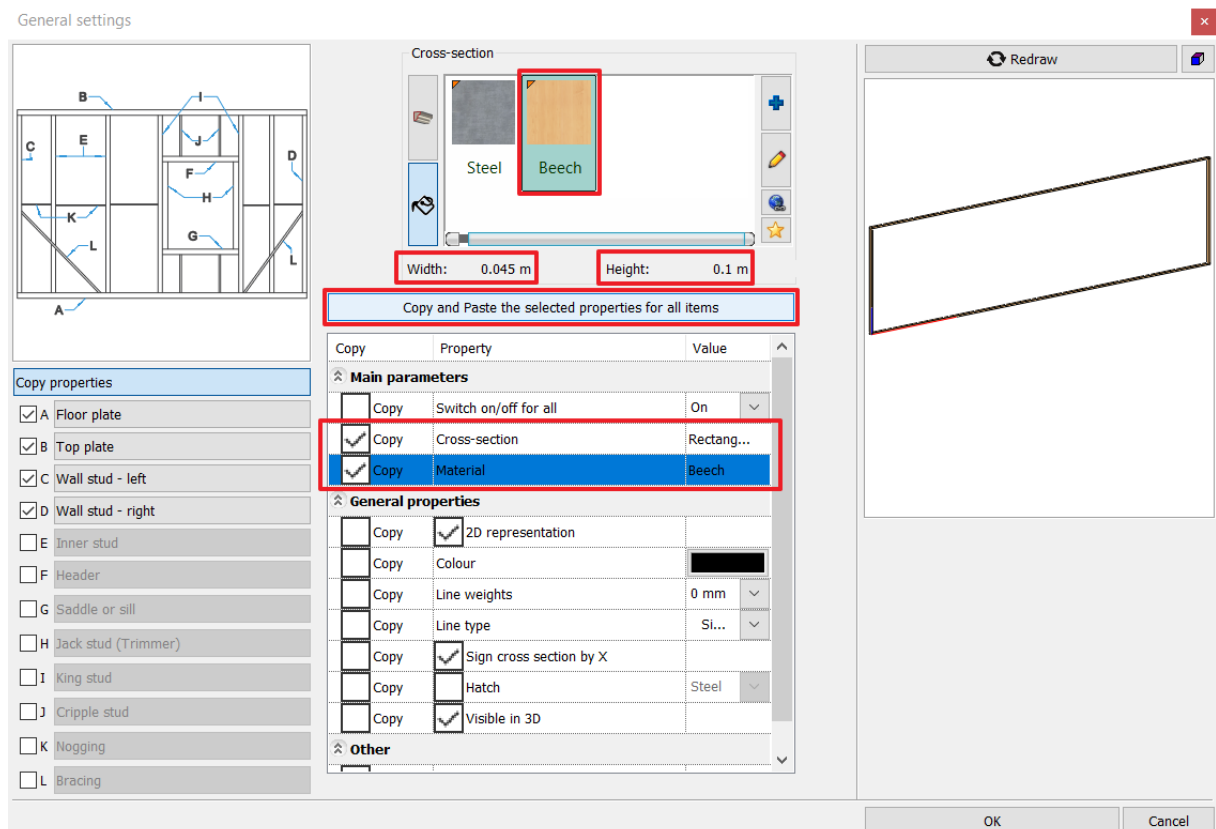 General settings
B
I
C
E
J
D
F
H
K
G
L
L
A
Copy properties
A Floor plate
B Top plate
C Wall stud - left
D Wall stud - right
E Inner stud
F Header
G Saddle or sill
H Jack stud (Trimmer)
I King stud
J Cripple stud
K Nogging
L Bracing
Cross-section
Steel
Beech
Width: 0.045 m
Height: 0.1 m
Copy and Paste the selected properties for all items
Copy Property Value
Main parameters
Copy Switch on/off for all On
Copy Cross-section Rectang...
Copy Material Beech
General properties
Copy 2D representation
Copy Colour
Copy Line weights 0 mm
Copy Line type Si...
Copy Sign cross section by X
Copy Hatch Steel
Copy Visible in 3D
Other
Redraw
OK
Cancel